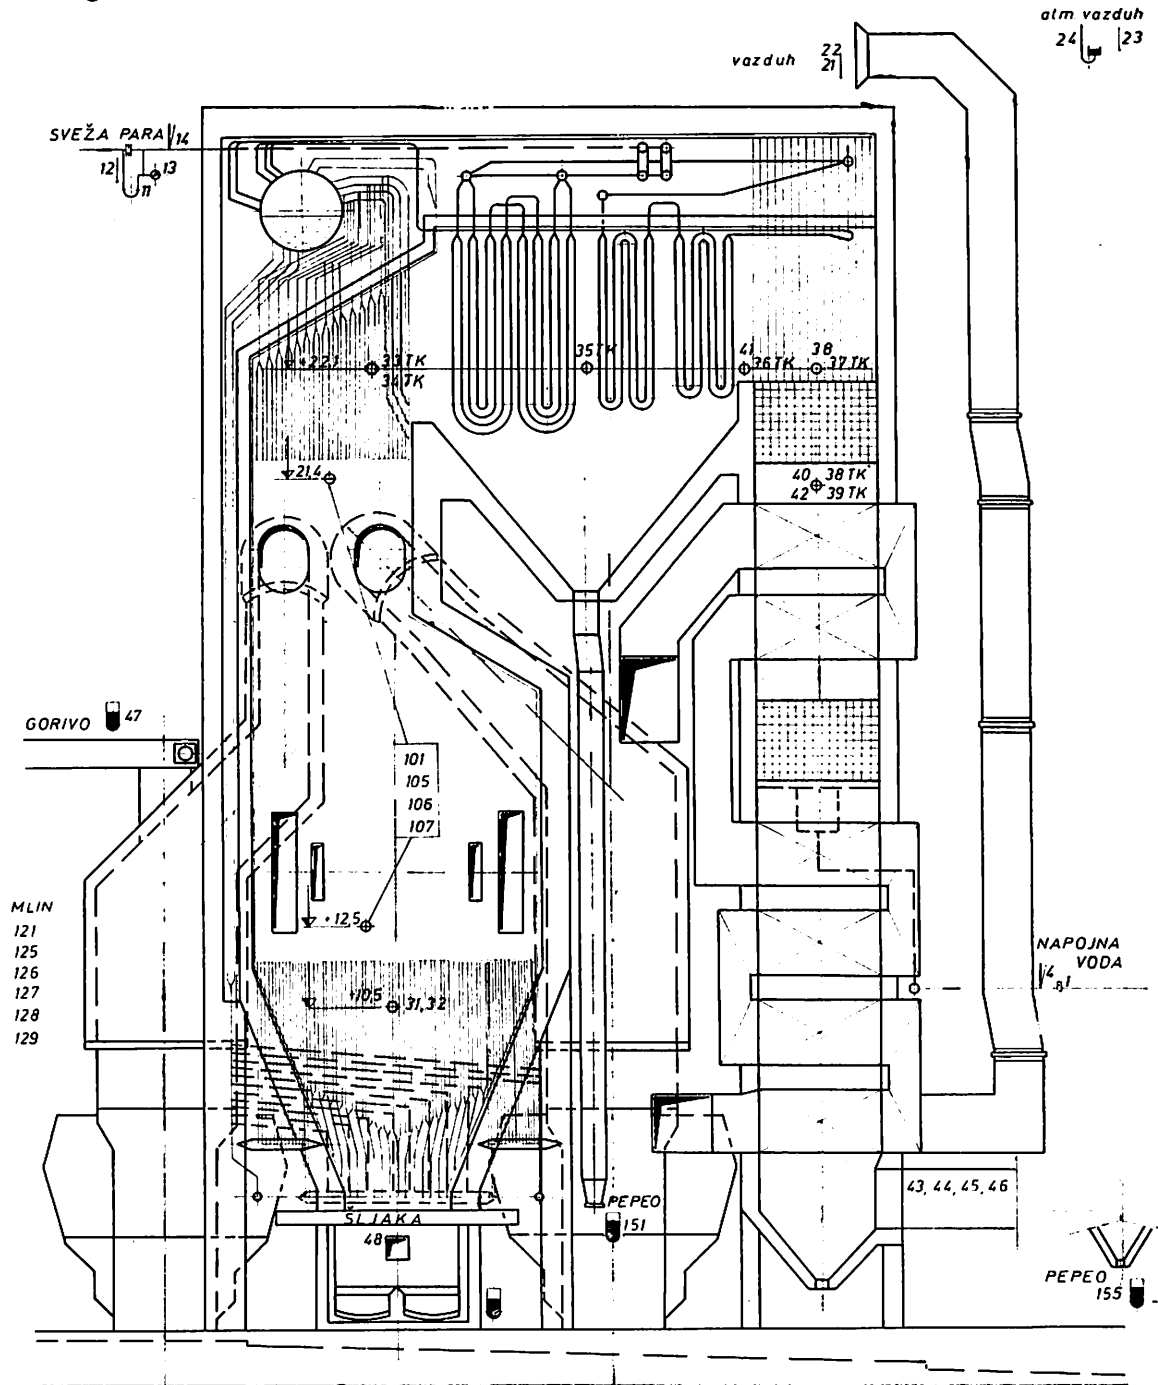 atm. vazduh
24 23
vazduh 22
21
SVEŽA PARA 14
12 13
11
+22,1
33 TK
34 TK
35 TK
41
36 TK
38
37 TK
21,4
40 38 TK
42 39 TK
GORIVO 47
101
105
106
107
+12,5
MLIN
121
125
126
127
128
129
NAPOJNA
VODA
+10,5 31, 32
43, 44, 45, 46
PEPEO
151
ŠLJAKA
48
PEPEO
155